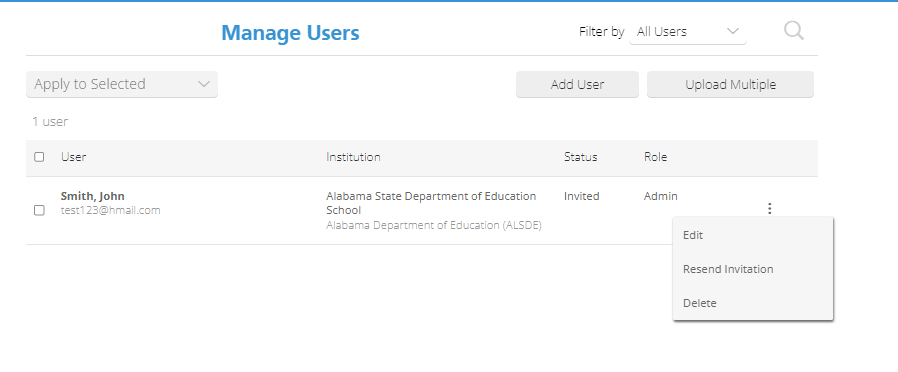 Manage Users
Filter by All Users
Apply to Selected
Add User
Upload Multiple
1 user
User Institution Status Role
Smith, John
test123@hmail.com
Alabama State Department of Education
School
Alabama Department of Education (ALSDE)
Invited
Admin
Edit
Resend Invitation
Delete